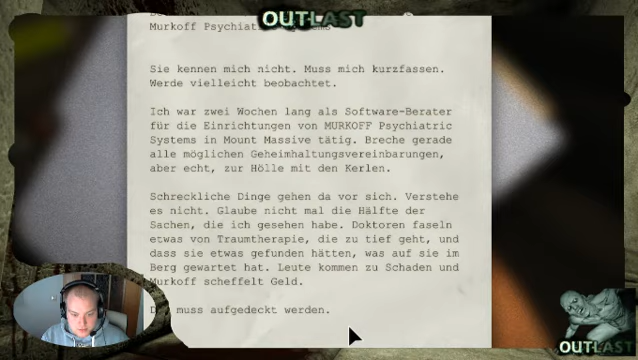 OUTLAST
Murkoff
Sie kennen mich nicht. Muss mich kurzfassen.
Werde vielleicht beobachtet.
Ich war zwei Wochen lang als Software-Berater
für die Einrichtungen von MURKOFF Psychiatric
Systems in Mount Massive tätig. Breche gerade
alle möglichen Geheimhaltungsvereinbarungen,
aber echt, zur Hölle mit den Kerlen.
Schreckliche Dinge gehen da vor sich. Verstehe
es nicht. Glaube nicht mal die Hälfte der
Sachen, die ich gesehen habe. Doktoren faseln
etwas von Traumtherapie, die zu tief geht, und
dass sie etwas gefunden hätten, was auf sie im
Berg gewartet hat. Leute kommen zu Schaden und
Murkoff scheffelt Geld.
muss aufgedeckt werden.
OUTLAST